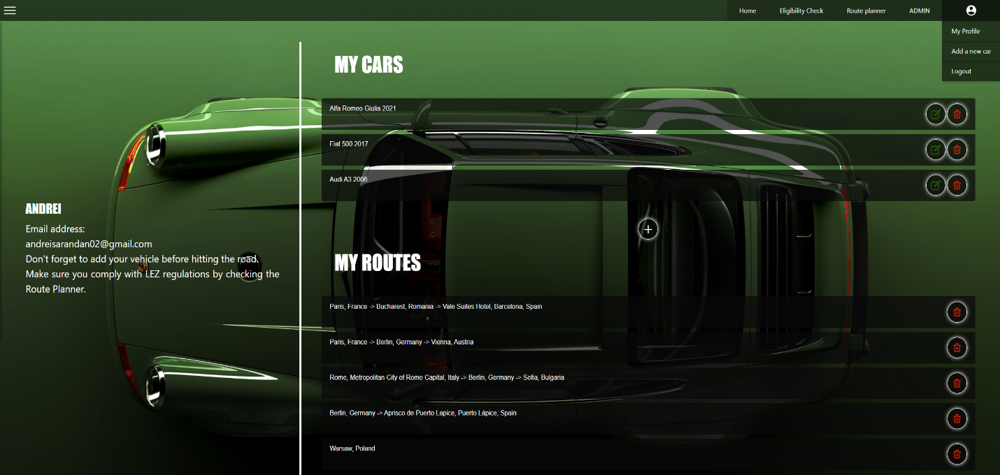 Home
Eligibility Check
Route planner
ADMIN
My Profile
Add a new car
Logout
ANDREI
Email address:
andreisarandan02@gmail.com
Don't forget to add your vehicle before hitting the road.
Make sure you comply with LEZ regulations by checking the
Route Planner.
MY CARS
Alfa Romeo Giulia 2021
Fiat 500 2017
Audi A3 2006
MY ROUTES
Paris, France -> Bucharest, Romania -> Vale Suites Hotel, Barcelona, Spain
Paris, France -> Berlin, Germany -> Vienna, Austria
Rome, Metropolitan City of Rome Capital, Italy -> Berlin, Germany -> Sofia, Bulgaria
Berlin, Germany -> Aprisco de Puerto Lapice, Puerto Lápice, Spain
Warsaw, Poland